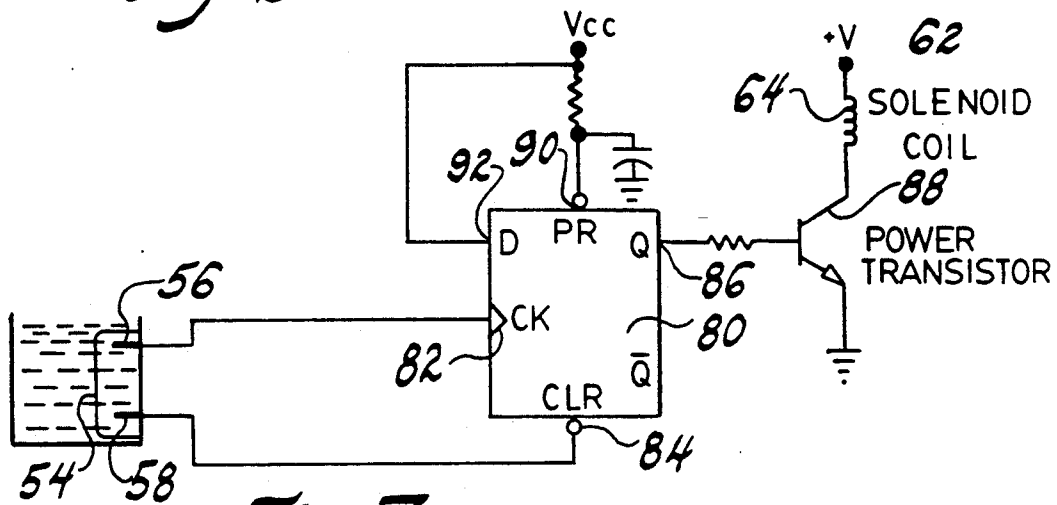 Vcc
+V 62
64 SOLENOID
COIL
92 90
88
D PR Q
POWER
TRANSISTOR
86
56
CK
82
80
Q̅
CLR
84
54 58